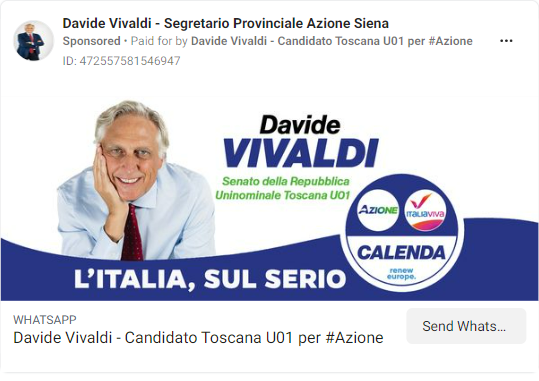 Davide Vivaldi - Segretario Provinciale Azione Siena
Sponsored • Paid for by Davide Vivaldi - Candidato Toscana U01 per #Azione
ID: 472557581546947
Davide
VIVALDI
Senato della Repubblica
Uninominale Toscana U01
AZIONE
ITALIAVIVA
CALENDA
renew
europe.
L'ITALIA, SUL SERIO
WHATSAPP
Davide Vivaldi - Candidato Toscana U01 per #Azione
Send Whats...